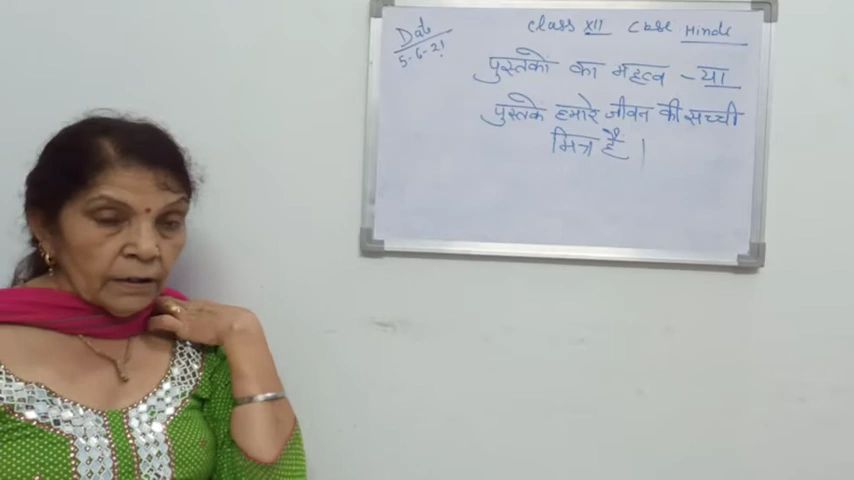 Date
5-6-21
Class XII Cbse Hindi
पुस्तकों का महत्व - या
पुस्तके हमारे जीवन की सच्ची
मित्र है ।